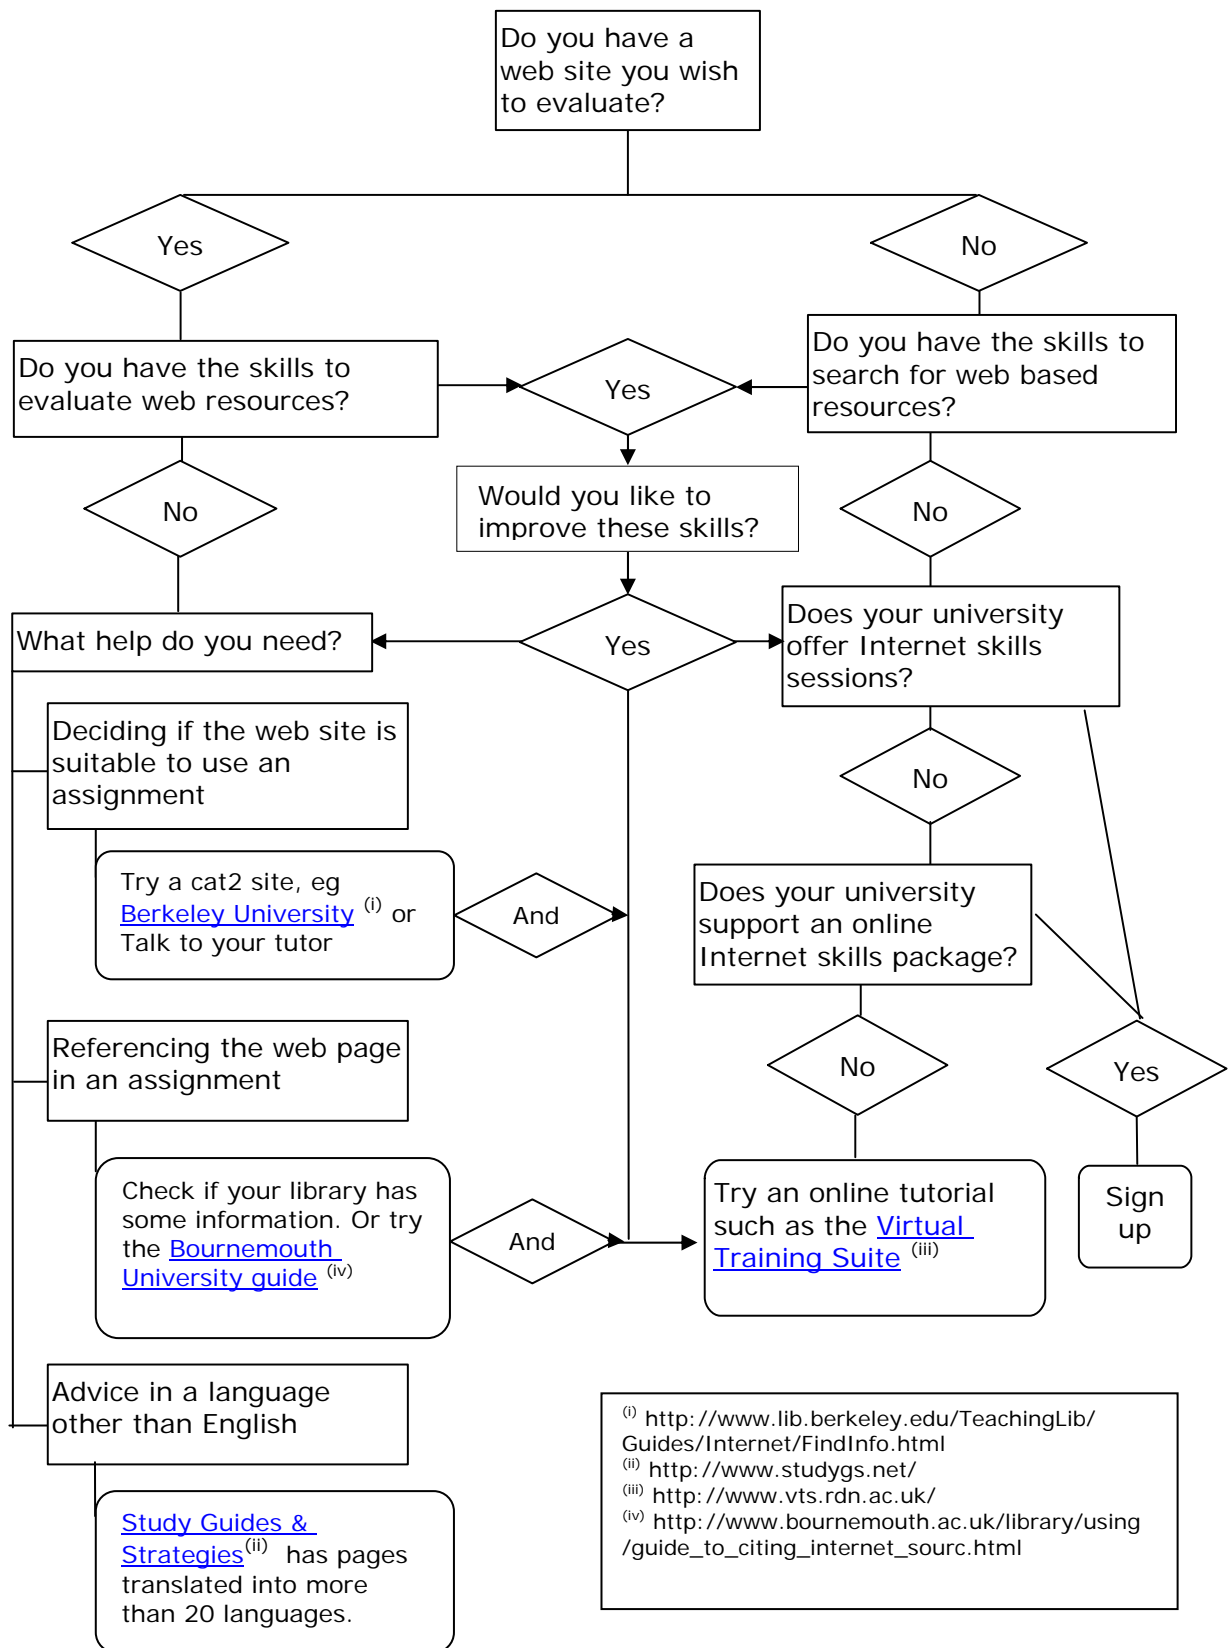 Do you have a
web site you wish
to evaluate?
Yes
No
Do you have the skills to
evaluate web resources?
Yes
Do you have the skills to
search for web based
resources?
No
Would you like to
improve these skills?
No
What help do you need?
Yes
Does your university
offer Internet skills
sessions?
Deciding if the web site is
suitable to use an
assignment
No
Try a cat2 site, eg
Berkeley University (i) or
Talk to your tutor
And
Does your university
support an online
Internet skills package?
Referencing the web page
in an assignment
No
Yes
Check if your library has
some information. Or try
the Bournemouth
University guide (iv)
And
Try an online tutorial
such as the Virtual
Training Suite (iii)
Sign
up
Advice in a language
other than English
Study Guides &
Strategies(ii) has pages
translated into more
than 20 languages.
(i) http://www.lib.berkeley.edu/TeachingLib/
Guides/Internet/FindInfo.html
(ii) http://www.studygs.net/
(iii) http://www.vts.rdn.ac.uk/
(iv) http://www.bournemouth.ac.uk/library/using
/guide_to_citing_internet_sourc.html